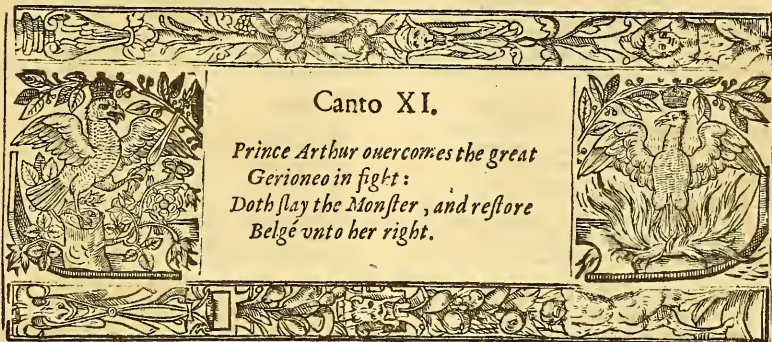 Canto XI.
Prince Arthur ouercomes the great
Gerioneo in fight:
Doth ſlay the Monſter, and reſtore
Belgé vnto her right.